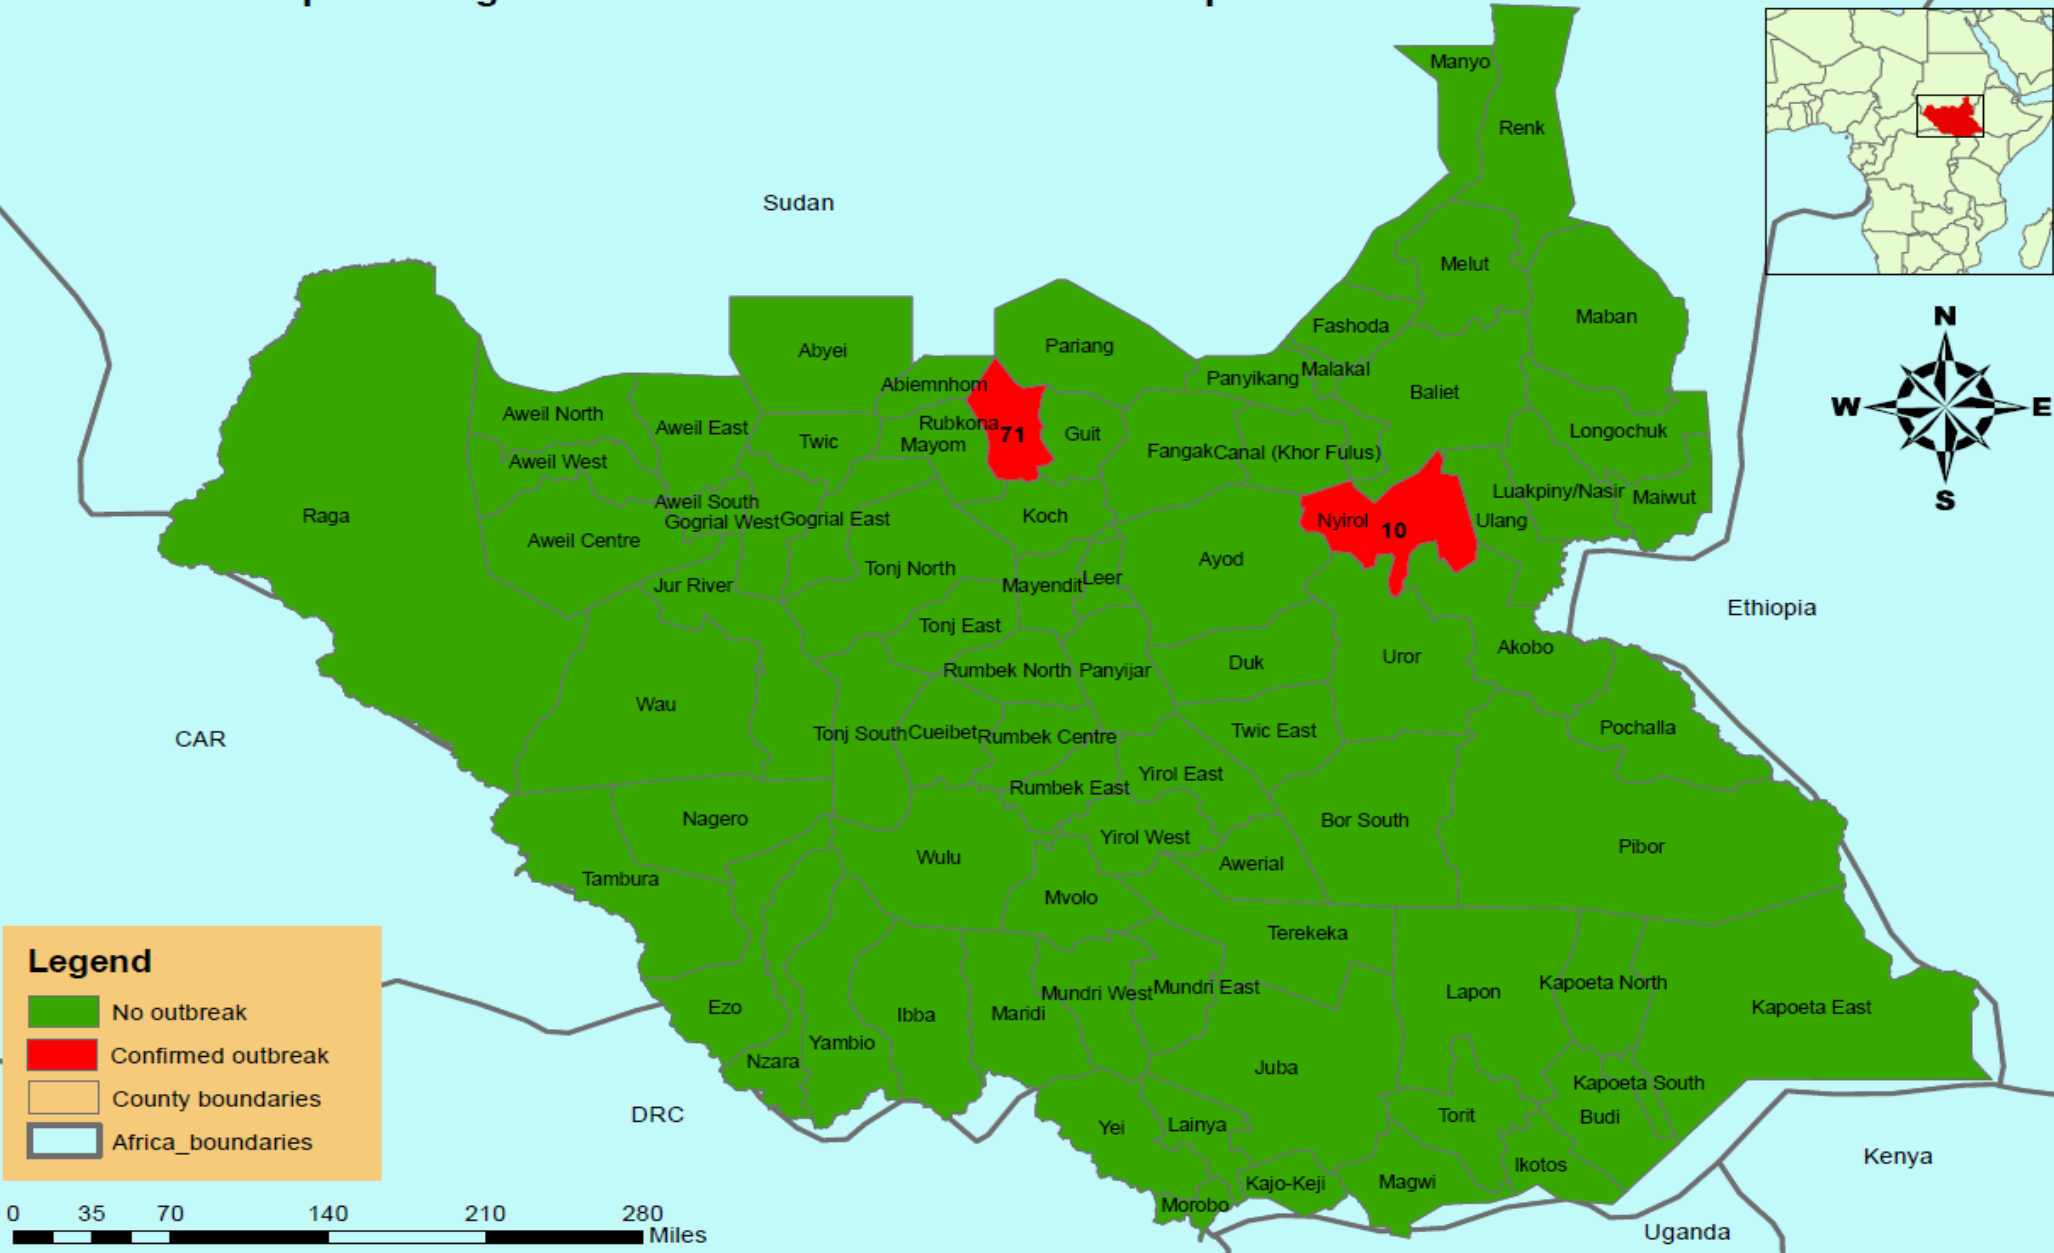 Manyo
Renk
Sudan
Melut
Maban
N
Fashoda
Abyei
Pariang
Malakal
Panyikang
Abiemnhom
Baliet
W
E
Aweil North
Aweil East
Rubkona
71
Guit
Longochuk
Twic
Mayom
Fangak
Canal (Khor Fulus)
Aweil West
Luakpiny/Nasir
Maiwut
S
Aweil South
Raga
Gogrial West
Gogrial East
Koch
Nyirol
10
Ulang
Aweil Centre
Ayod
Tonj North
Jur River
Mayendit
Leer
Ethiopia
Tonj East
Akobo
Uror
Duk
Rumbek North
Panyijar
Wau
Pochalla
CAR
Tonj South
Cueibet
Rumbek Centre
Twic East
Yirol East
Rumbek East
Nagero
Bor South
Yirol West
Pibor
Wulu
Awerial
Tambura
Mvolo
Terekeka
Kapoeta North
Mundri West
Mundri East
Lapon
Ezo
Ibba
Maridi
Kapoeta East
Yambio
Nzara
Juba
Kapoeta South
DRC
Yei
Lainya
Torit
Budi
Kenya
Ikotos
Kajo-Keji
Magwi
Morobo
Uganda
Legend
No outbreak
Confirmed outbreak
County boundaries
Africa_boundaries
0 35 70 140 210 280
Miles